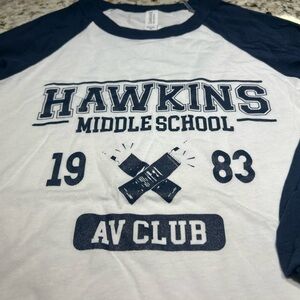 HAWKINS
MIDDLE SCHOOL
19 83
AV CLUB